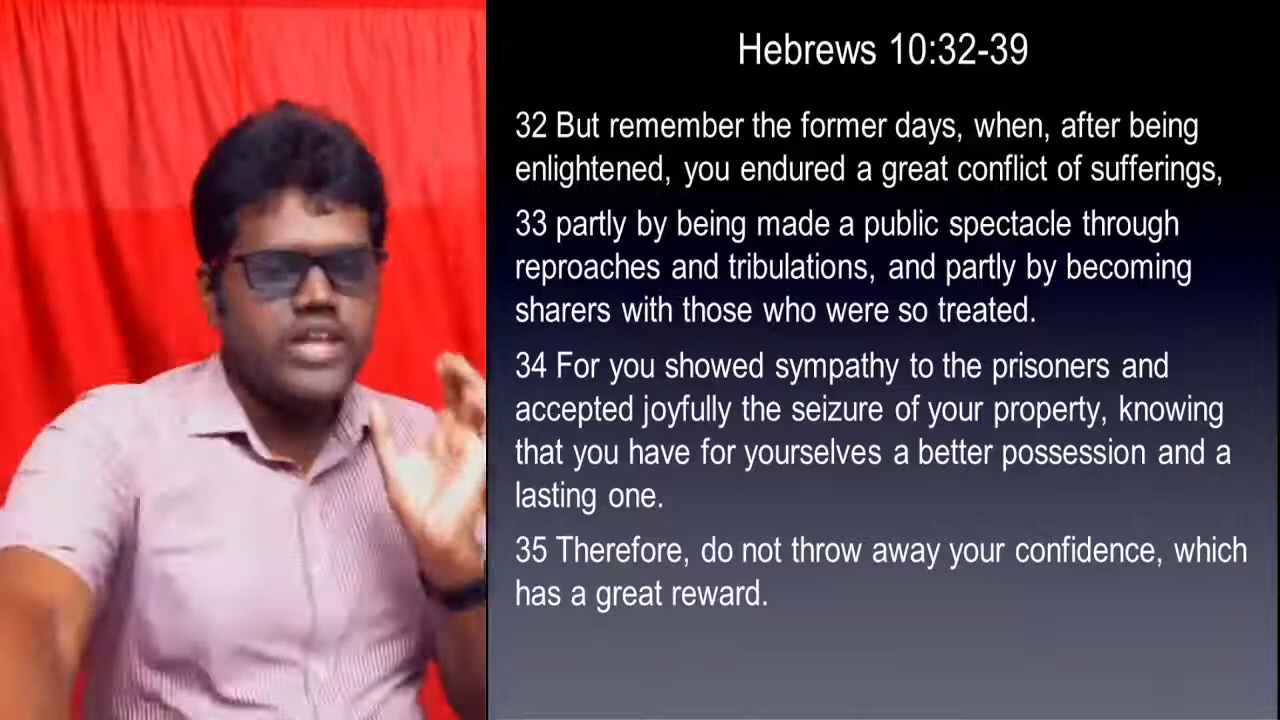 Hebrews 10:32-39
32 But remember the former days, when, after being
enlightened, you endured a great conflict of sufferings,
33 partly by being made a public spectacle through
reproaches and tribulations, and partly by becoming
sharers with those who were so treated.
34 For you showed sympathy to the prisoners and
accepted joyfully the seizure of your property, knowing
that you have for yourselves a better possession and a
lasting one.
35 Therefore, do not throw away your confidence, which
has a great reward.